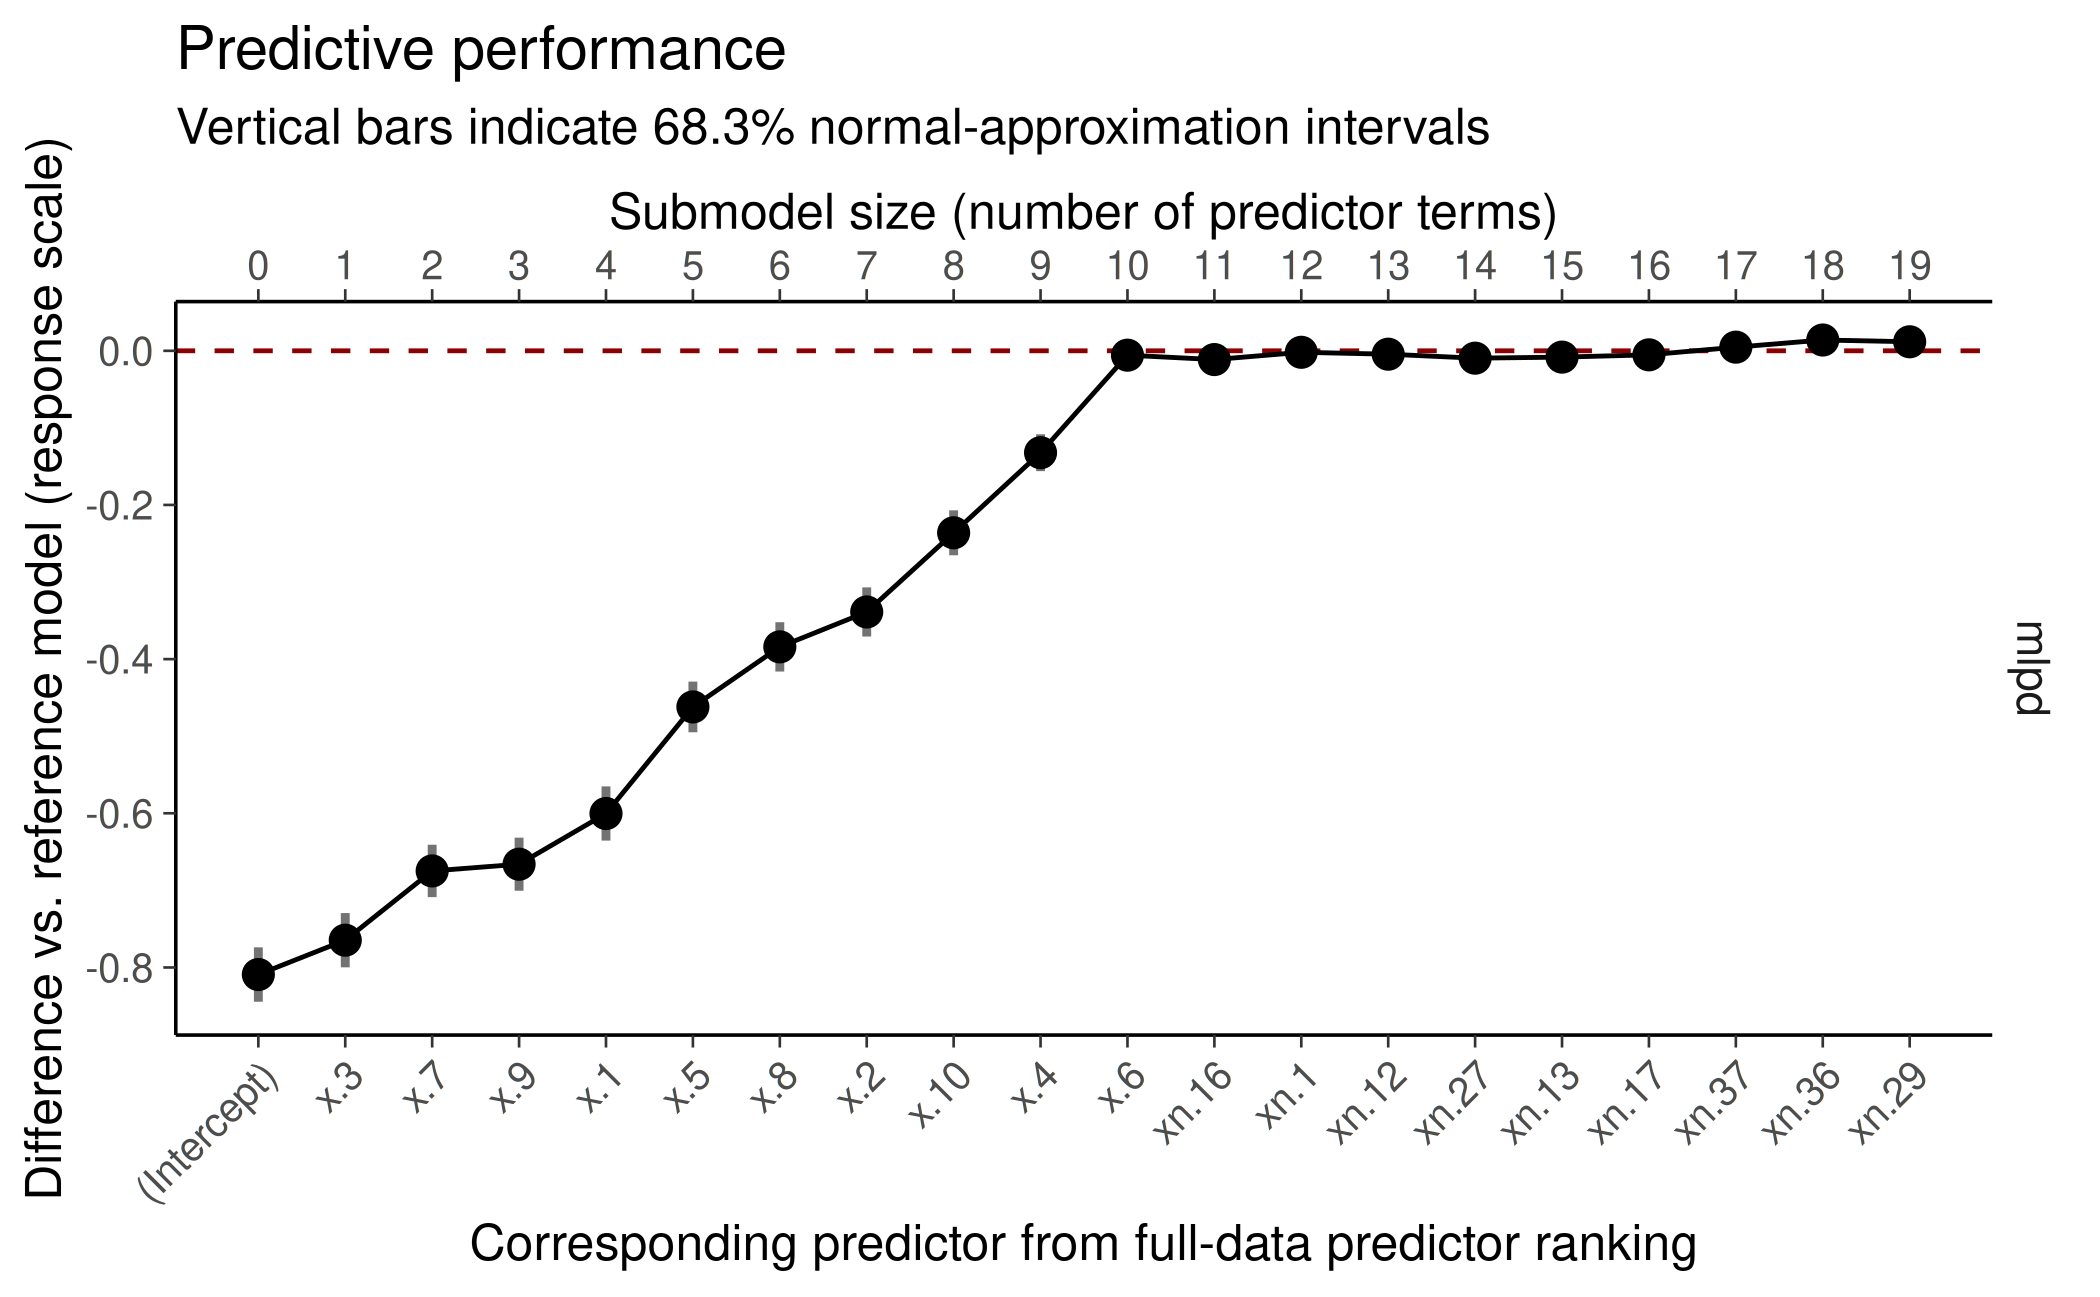 Predictive performance
Vertical bars indicate 68.3% normal-approximation intervals
Submodel size (number of predictor terms)
0 1 2 3 4 5 6 7 8 9 10 11 12 13 14 15 16 17 18 19
Difference vs. reference model (response scale)
0.0
-0.2
-0.4
-0.6
-0.8
mlpd
(Intercept) x.3 x.7 x.9 x.1 x.5 x.8 x.2 x.10 x.4 x.6 xn.16 xn.1 xn.12 xn.27 xn.13 xn.17 xn.37 xn.36 xn.29
Corresponding predictor from full-data predictor ranking